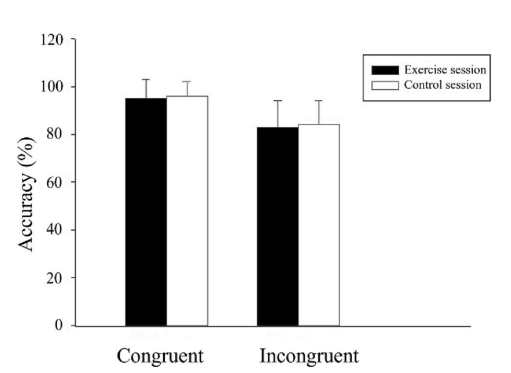 120
100
80
60
40
20
0
Accuracy (%)
Exercise session
Control session
Congruent Incongruent